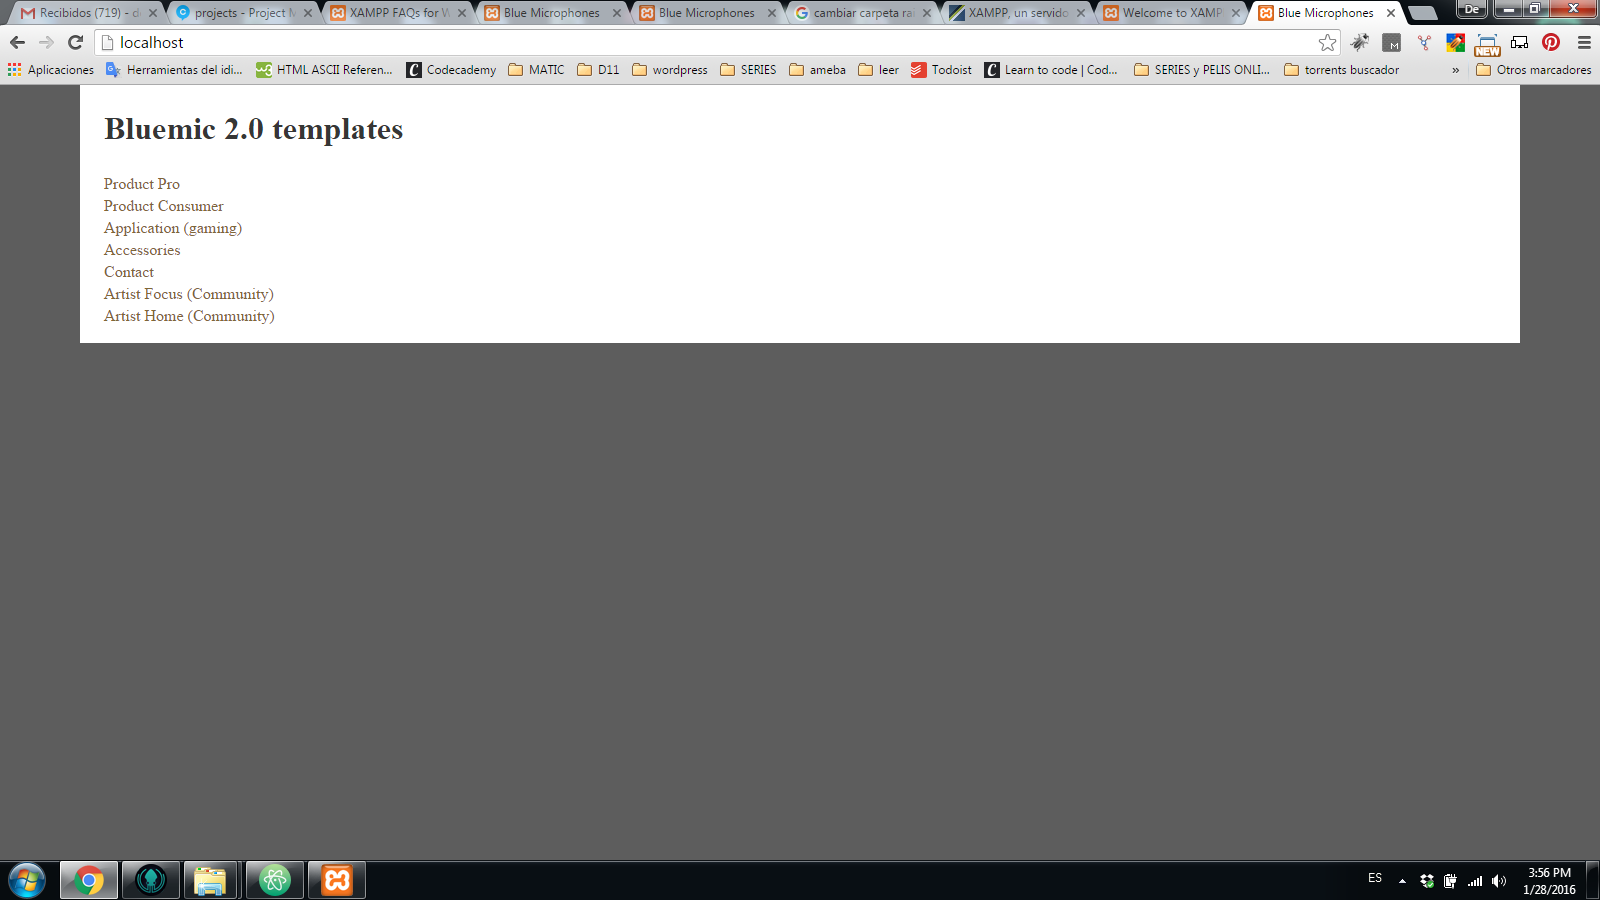 Recibidos (719) - d
projects - Project M
XAMPP FAQs for W
Blue Microphones
Blue Microphones
cambiar carpeta ra
XAMPP, un servido
Welcome to XAMP
Blue Microphones
De
localhost
M
NEW
Aplicaciones
Herramientas del idi...
HTML ASCII Referen...
Codecademy
MATIC
D11
wordpress
SERIES
ameba
leer
Todoist
Learn to code | Cod...
SERIES y PELIS ONLI...
torrents buscador
»
Otros marcadores
Bluemic 2.0 templates
Product Pro
Product Consumer
Application (gaming)
Accessories
Contact
Artist Focus (Community)
Artist Home (Community)
ES
3:56 PM
1/28/2016